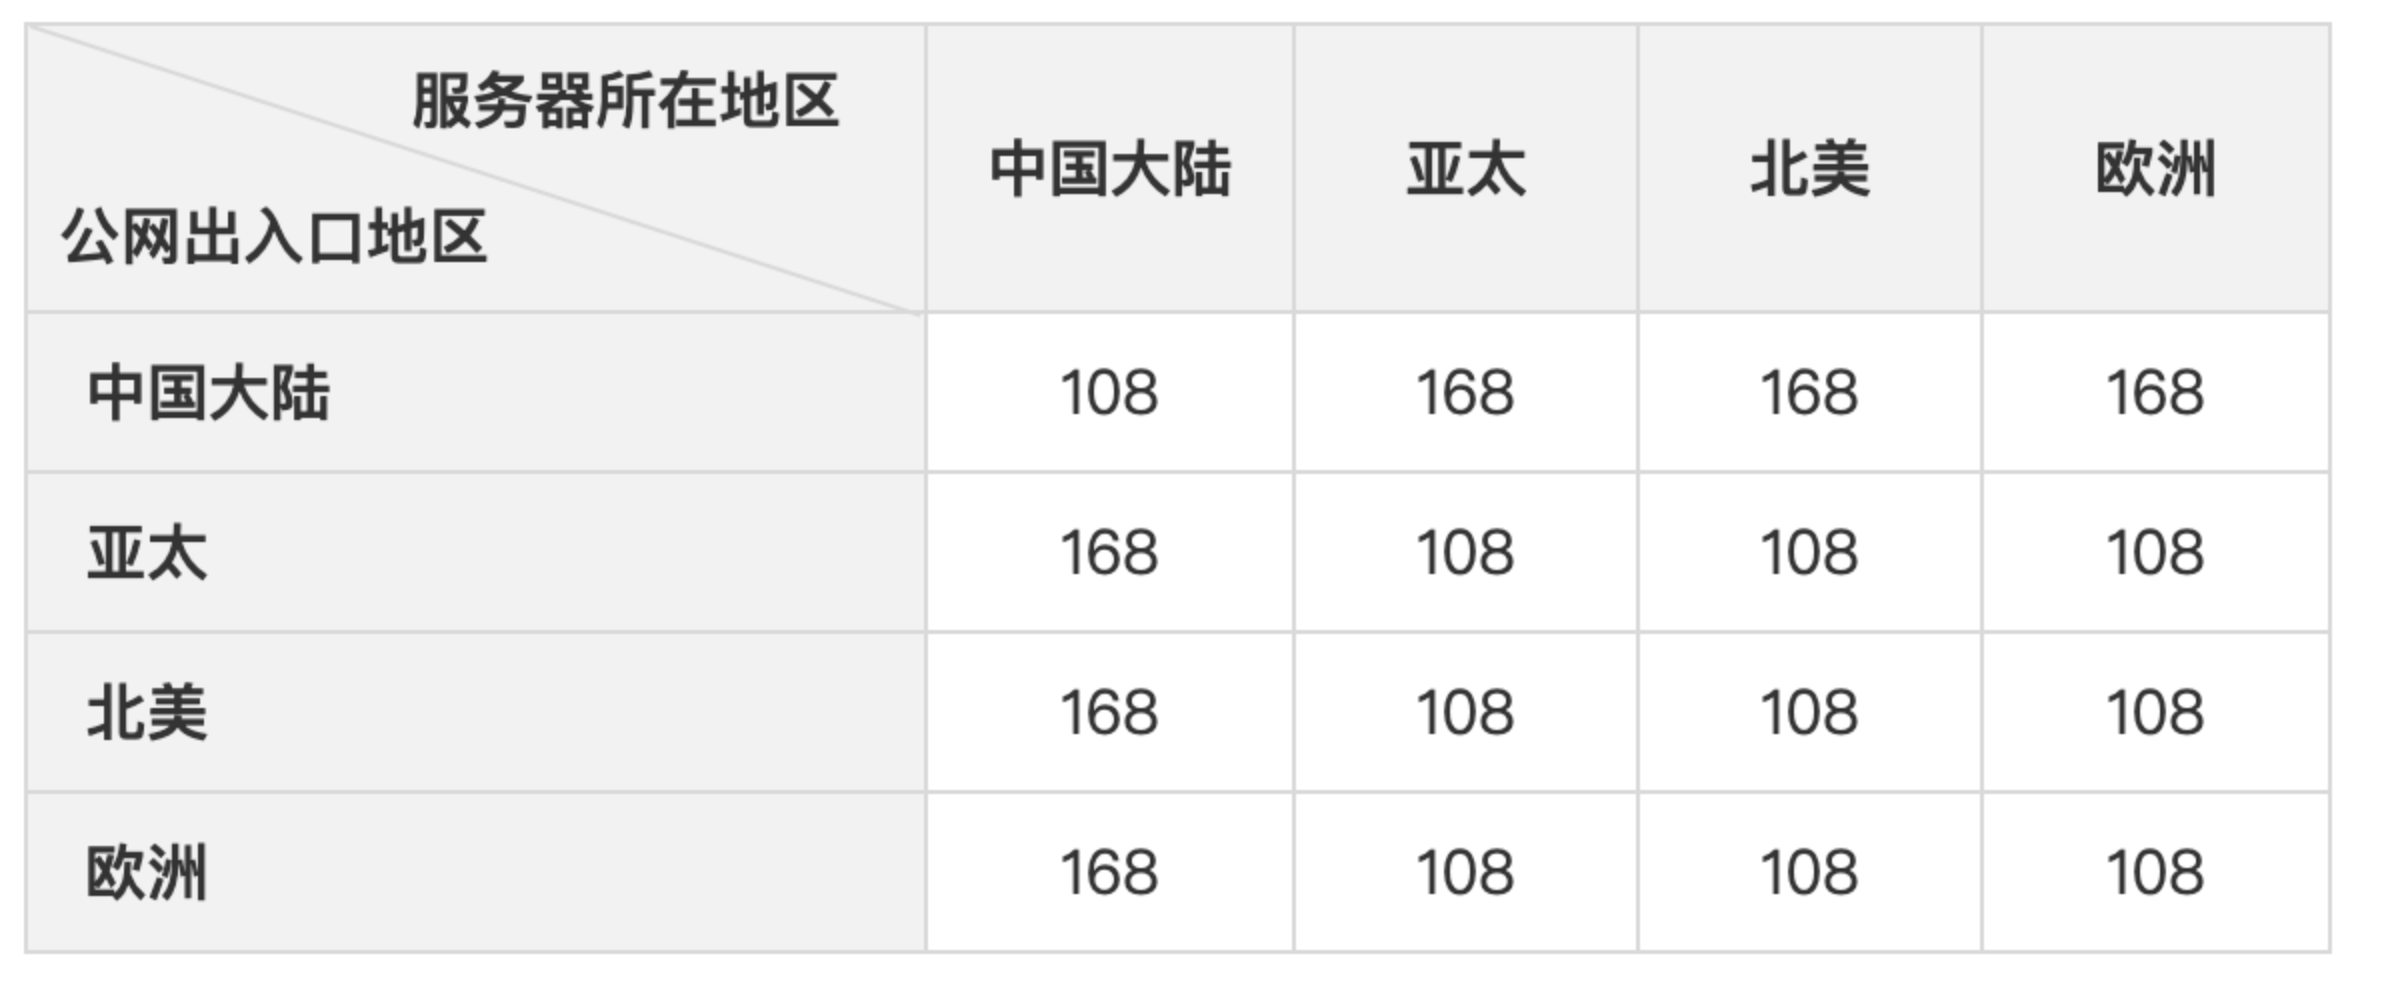 服务器所在地区
公网出入口地区
中国大陆 亚太 北美 欧洲
中国大陆 108 168 168 168
亚太 168 108 108 108
北美 168 108 108 108
欧洲 168 108 108 108